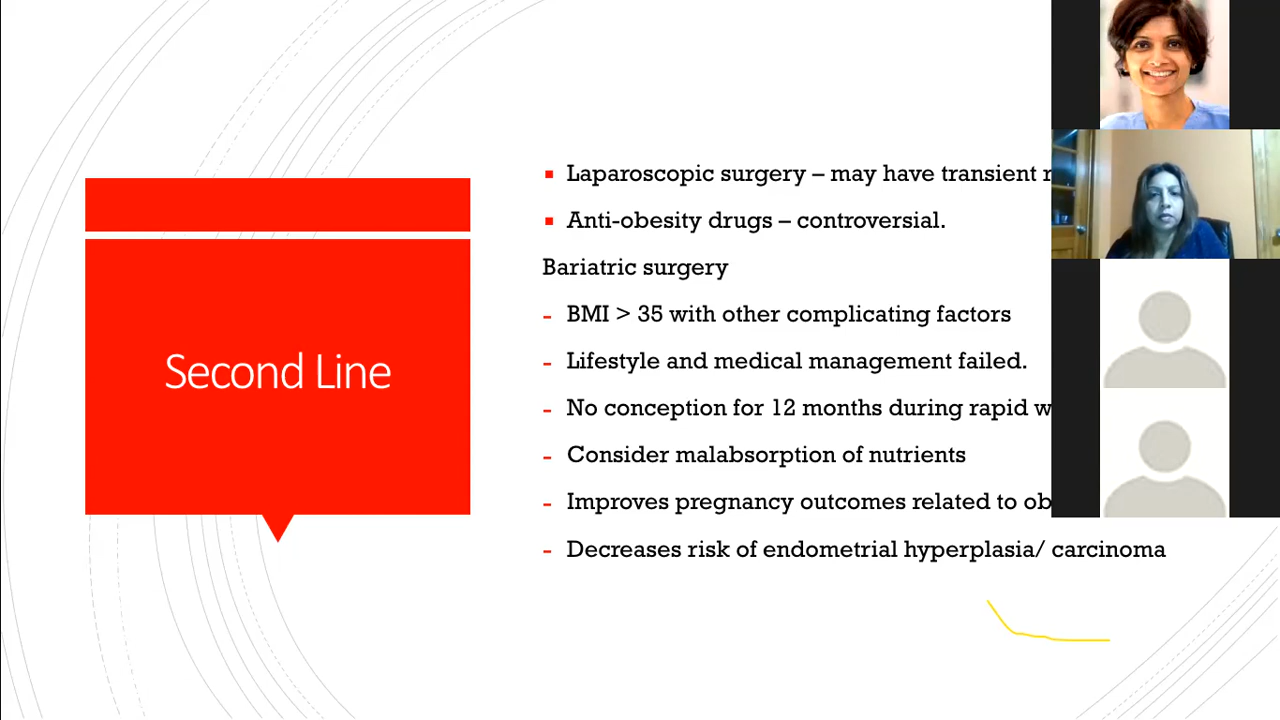 Second Line
Laparoscopic surgery – may have transient
Anti-obesity drugs – controversial.
Bariatric surgery
- BMI > 35 with other complicating factors
- Lifestyle and medical management failed.
- No conception for 12 months during rapid
- Consider malabsorption of nutrients
- Improves pregnancy outcomes related to
- Decreases risk of endometrial hyperplasia/ carcinoma